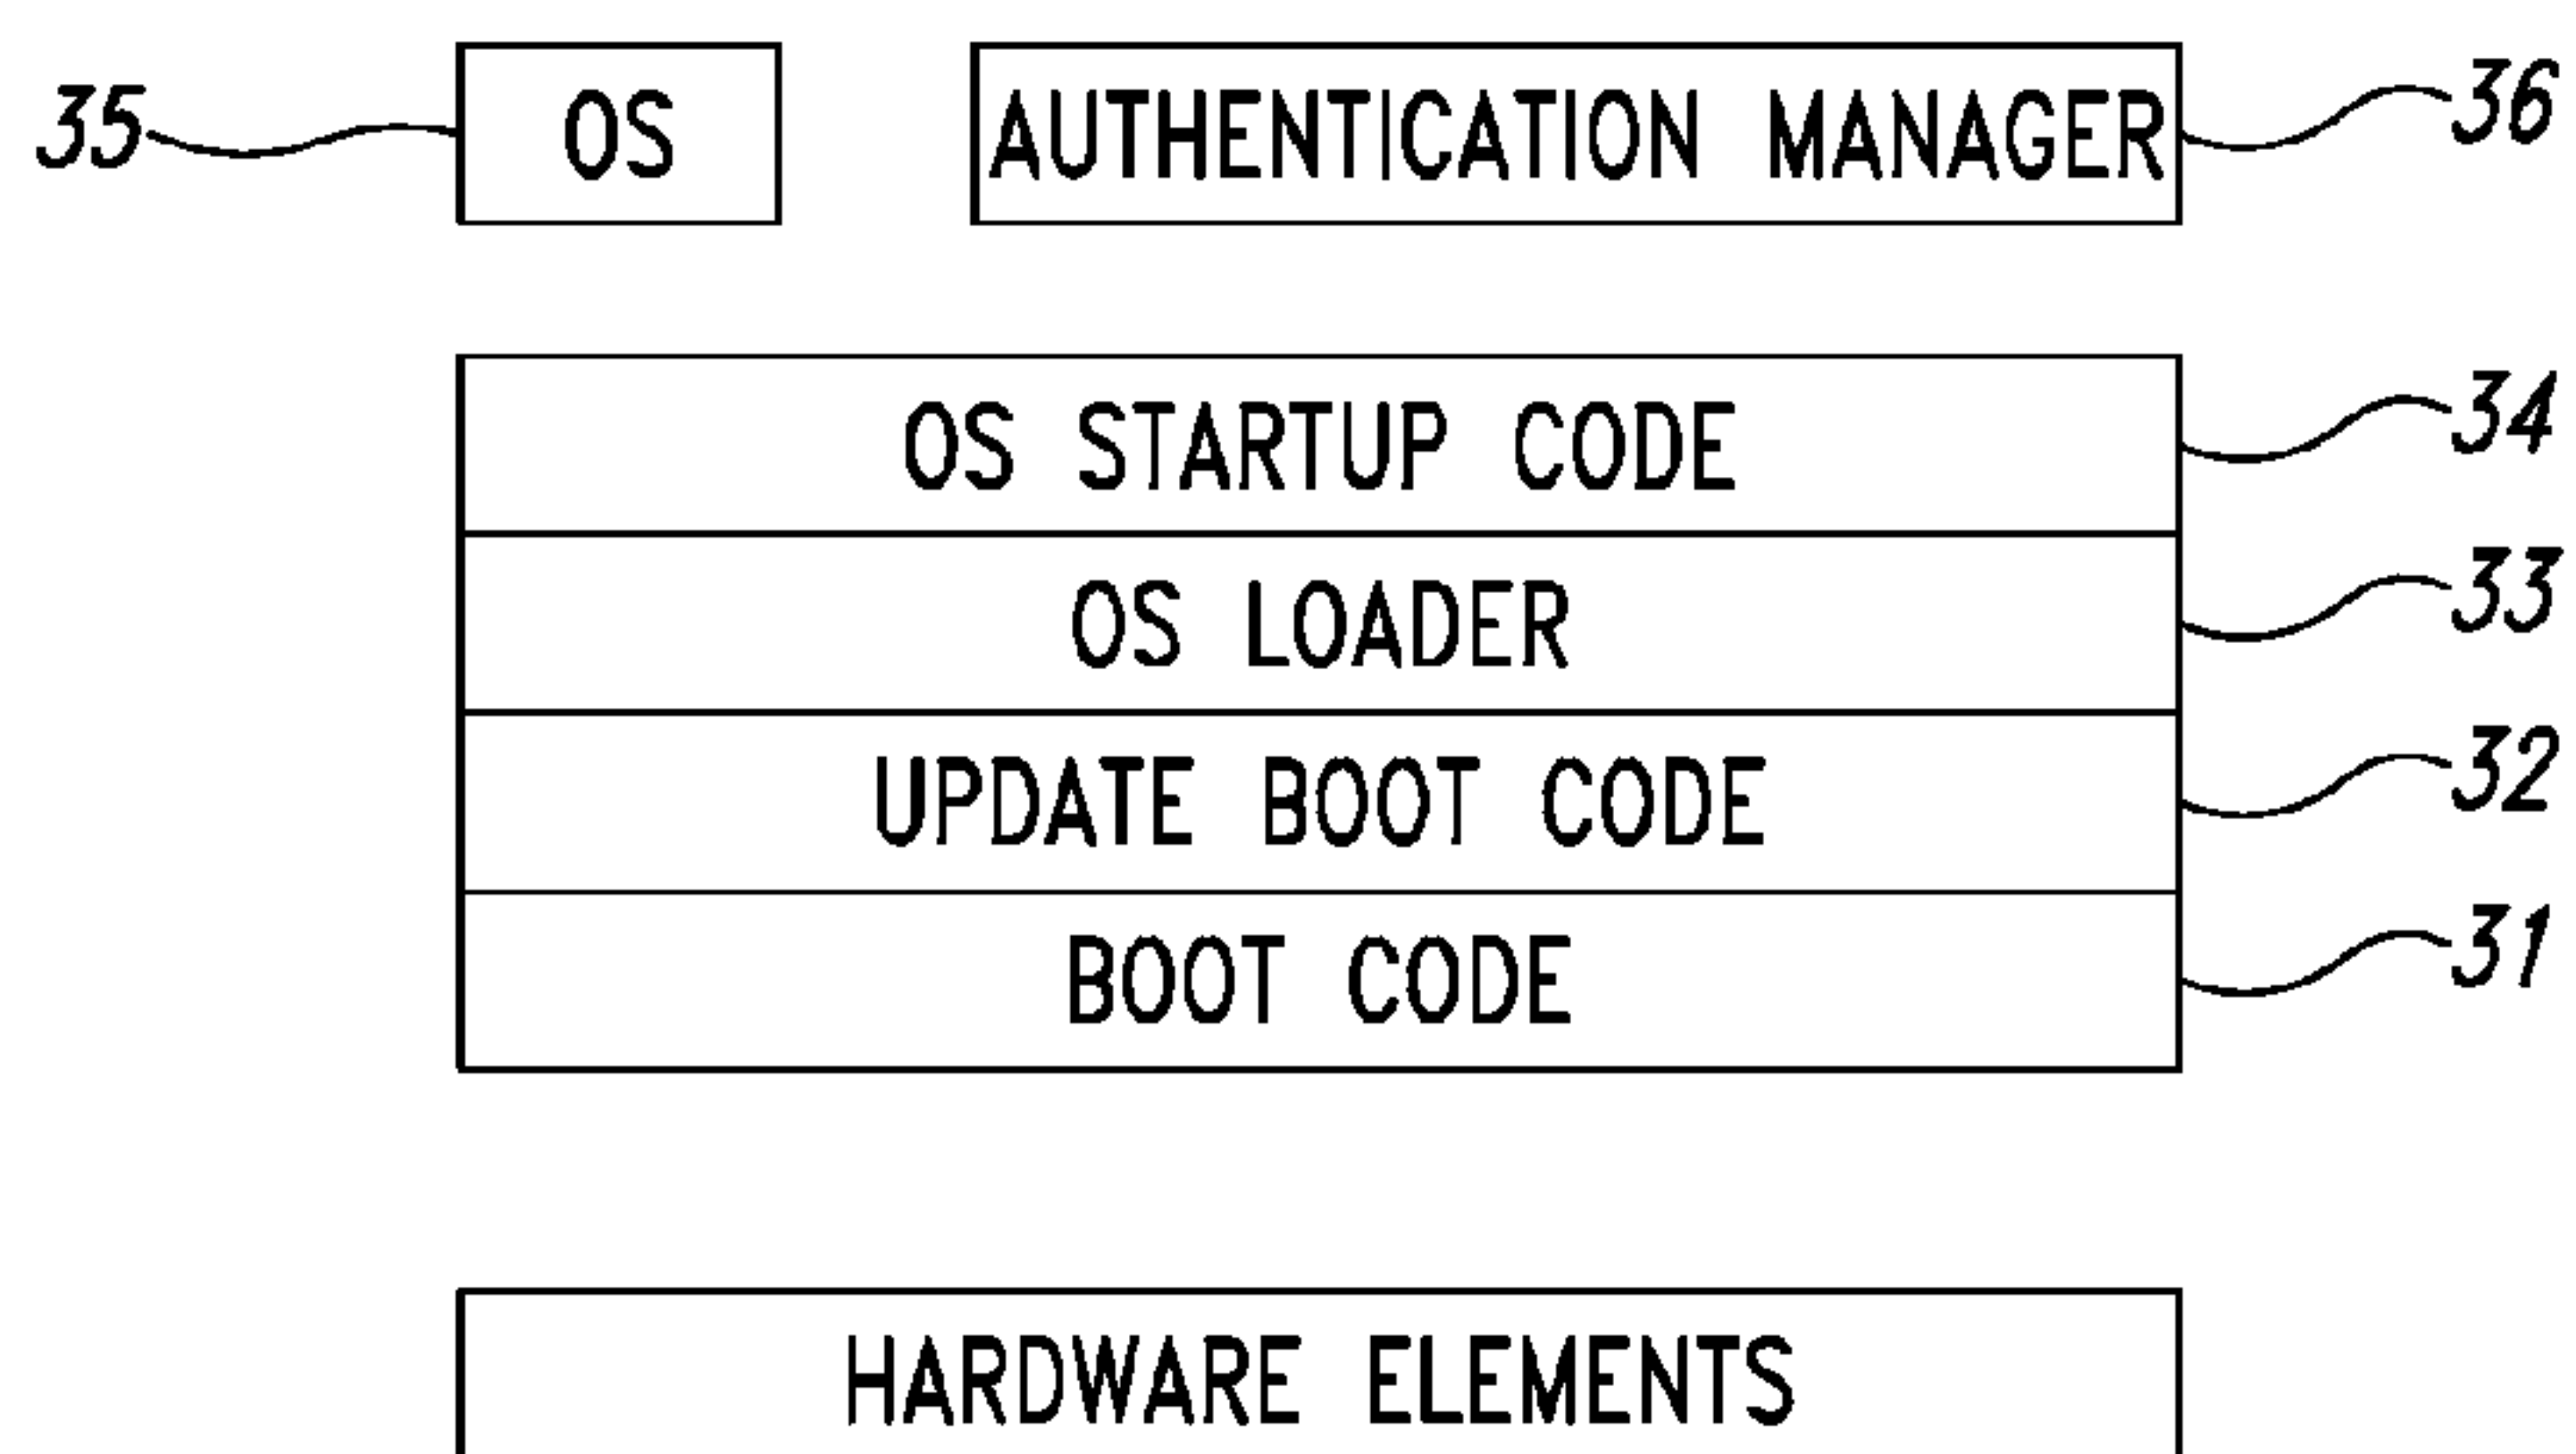 35 OS AUTHENTICATION MANAGER 36
OS STARTUP CODE 34
OS LOADER 33
UPDATE BOOT CODE 32
BOOT CODE 31
HARDWARE ELEMENTS